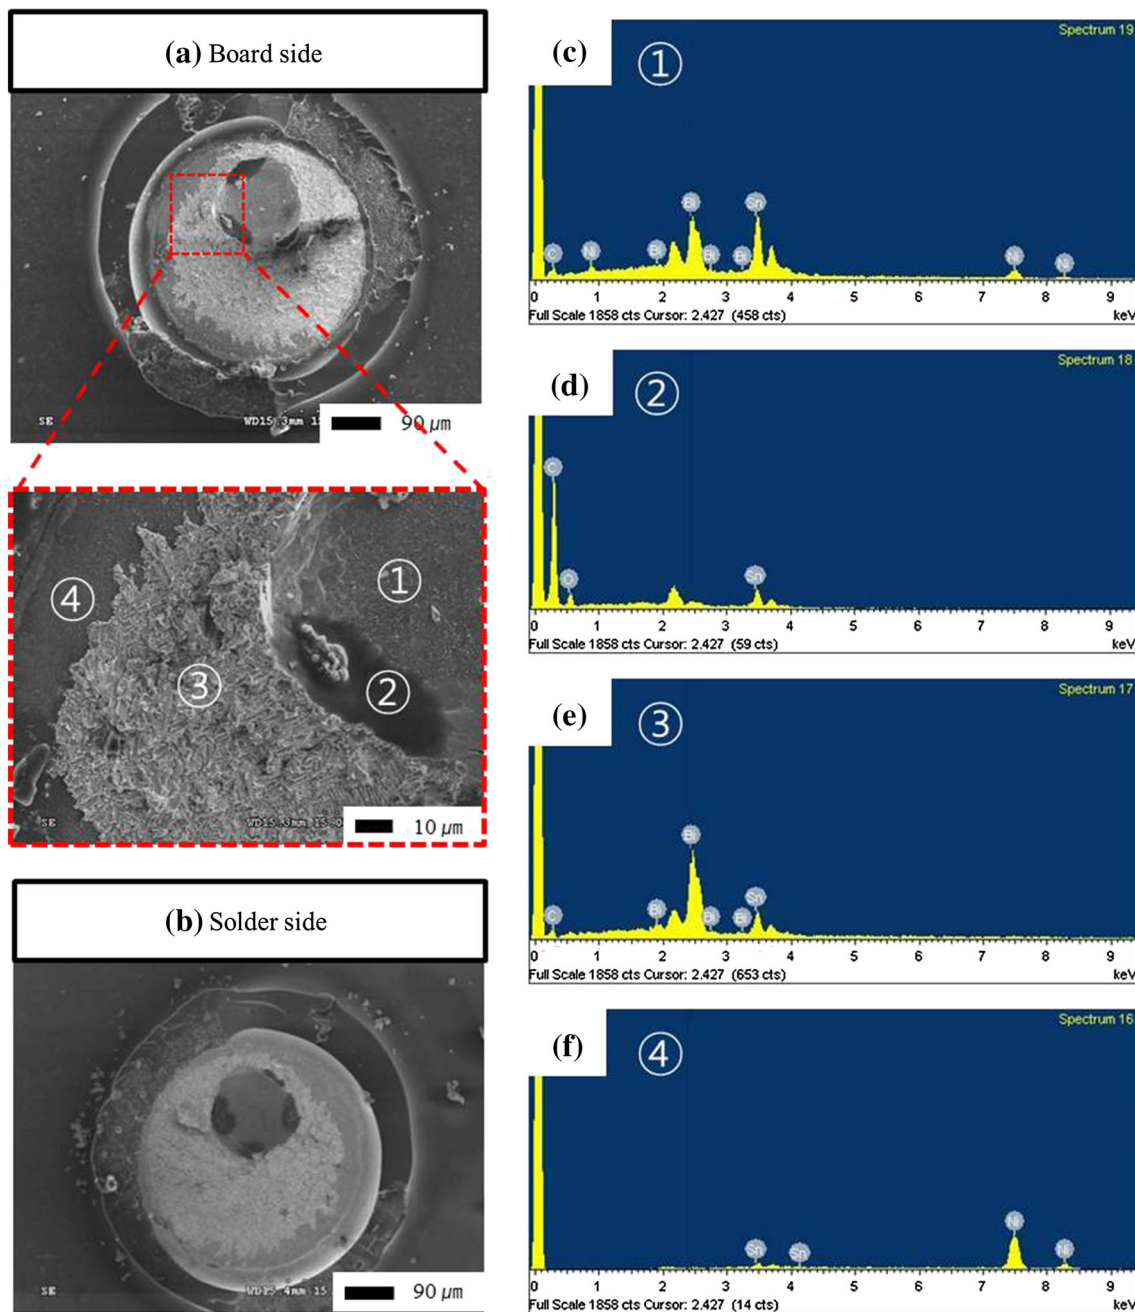 (a) Board side
SE
WD15.3mm 15
90 μm
④
①
③
②
SE
WD15.3mm 15.0
10 μm
(b) Solder side
SE
WD15.4mm 15.
90 μm
(c)
①
Spectrum 19
C Ni Bi Bi Bi Bi Sn Ni Ni
0 1 2 3 4 5 6 7 8 9
Full Scale 1858 cts Cursor: 2.427 (458 cts) keV
(d)
②
Spectrum 18
C O Sn
0 1 2 3 4 5 6 7 8 9
Full Scale 1858 cts Cursor: 2.427 (59 cts) keV
(e)
③
Spectrum 17
C Bi Bi Bi Bi Sn
0 1 2 3 4 5 6 7 8 9
Full Scale 1858 cts Cursor: 2.427 (653 cts) keV
(f)
④
Spectrum 16
Sn Sn Ni Ni
0 1 2 3 4 5 6 7 8 9
Full Scale 1858 cts Cursor: 2.427 (14 cts) keV